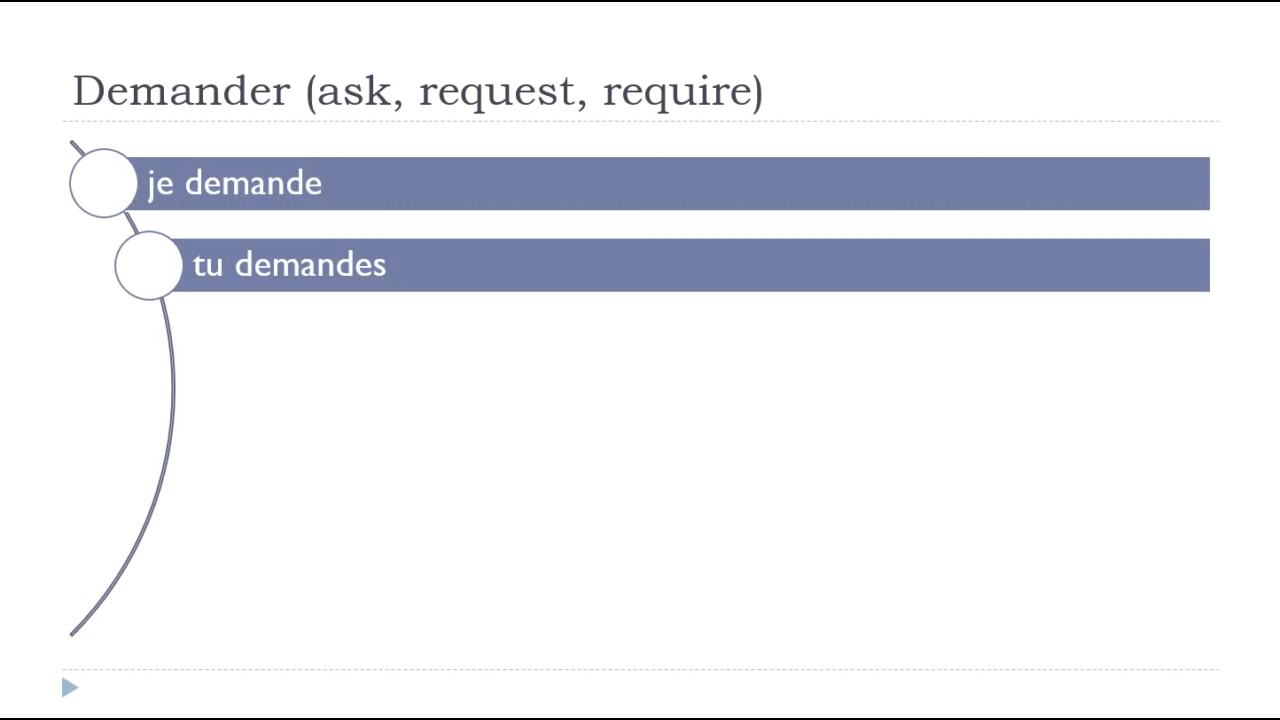 Demander (ask, request, require)
je demande
tu demandes